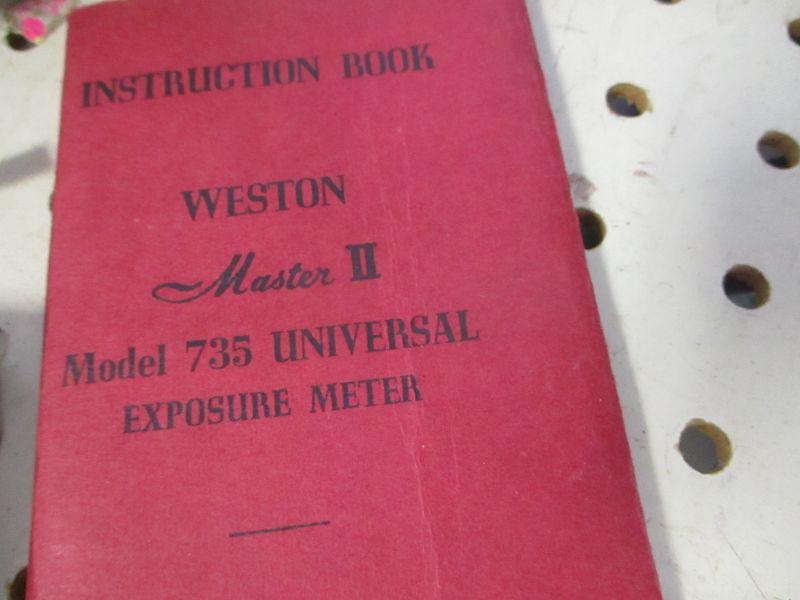 INSTRUCTION BOOK
WESTON
Master II
Model 735 UNIVERSAL
EXPOSURE METER